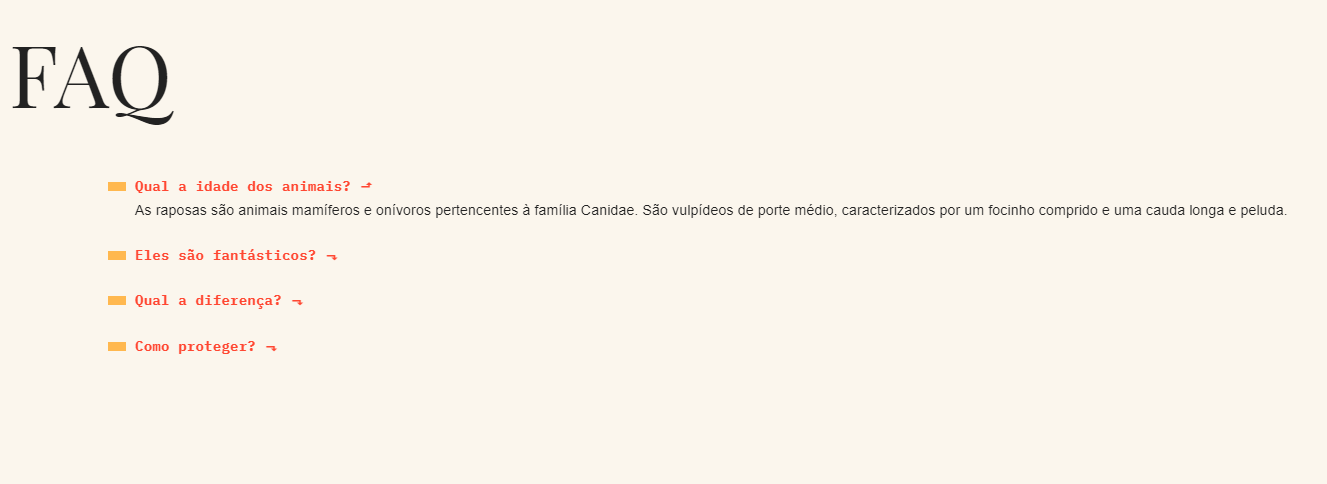 FAQ
Qual a idade dos animais? ⬏
As raposas são animais mamíferos e onívoros pertencentes à família Canidae. São vulpídeos de porte médio, caracterizados por um focinho comprido e uma cauda longa e peluda.
Eles são fantásticos? ⬎
Qual a diferença? ⬎
Como proteger? ⬎